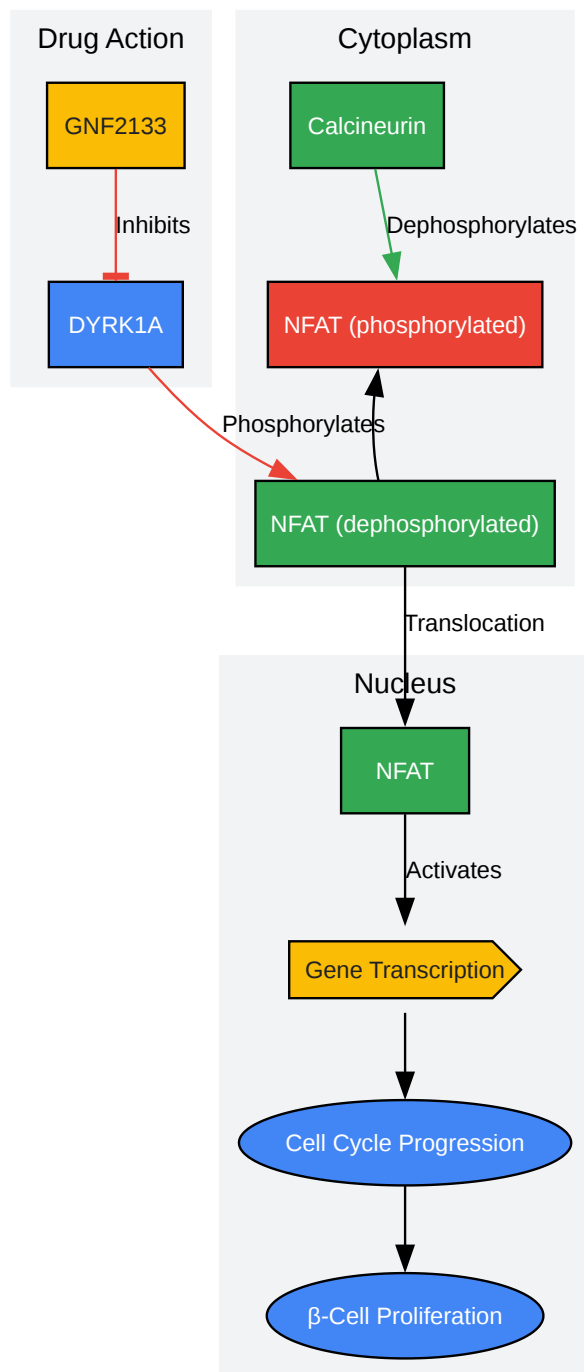 Drug Action
Cytoplasm
GNF2133
Calcineurin
Inhibits
Dephosphorylates
DYRK1A
NFAT (phosphorylated)
Phosphorylates
NFAT (dephosphorylated)
Translocation
Nucleus
NFAT
Activates
Gene Transcription
Cell Cycle Progression
β-Cell Proliferation